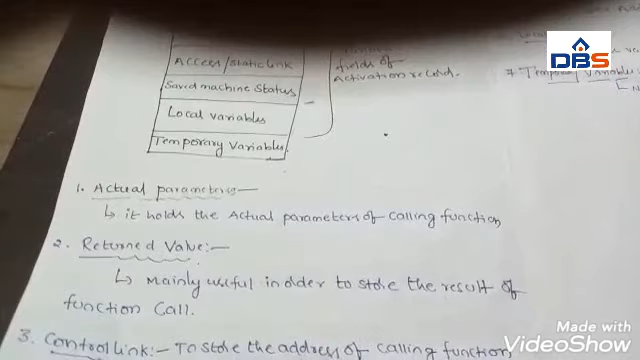 Access/static link
fields of
activation record.
Saved machine status
Local variables
Temporary Variables
1. Actual parameters—
↳ it holds the Actual parameters of calling function
2. Returned Value:—
↳ Mainly useful inorder to store the result of
function call.
3. Control link:— To store the address of calling function
7 Temporary Variables
DBS
Made with
VideoShow